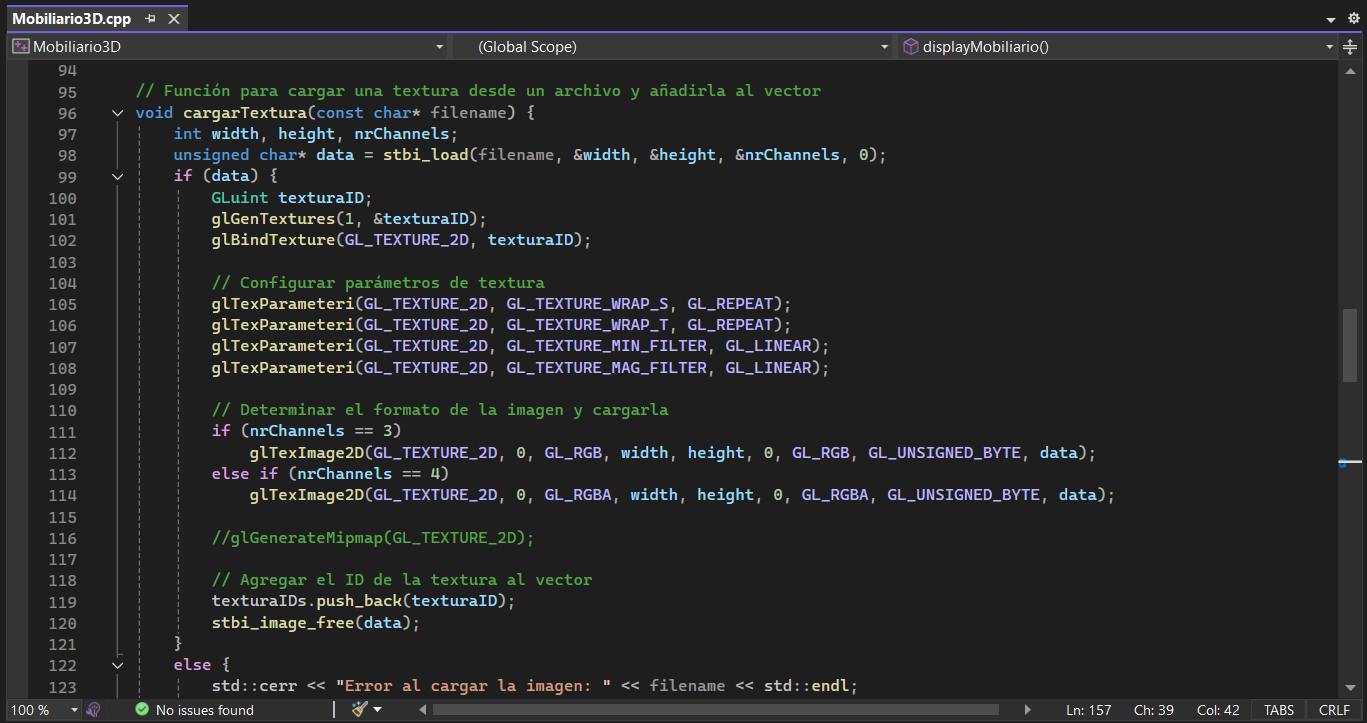 Mobiliario3D.cpp
Mobiliario3D (Global Scope) displayMobiliario()
94
95 // Función para cargar una textura desde un archivo y añadirla al vector
96 void cargarTextura(const char* filename) {
97 int width, height, nrChannels;
98 unsigned char* data = stbi_load(filename, &width, &height, &nrChannels, 0);
99 if (data) {
100 GLuint texturaID;
101 glGenTextures(1, &texturaID);
102 glBindTexture(GL_TEXTURE_2D, texturaID);
103
104 // Configurar parámetros de textura
105 glTexParameteri(GL_TEXTURE_2D, GL_TEXTURE_WRAP_S, GL_REPEAT);
106 glTexParameteri(GL_TEXTURE_2D, GL_TEXTURE_WRAP_T, GL_REPEAT);
107 glTexParameteri(GL_TEXTURE_2D, GL_TEXTURE_MIN_FILTER, GL_LINEAR);
108 glTexParameteri(GL_TEXTURE_2D, GL_TEXTURE_MAG_FILTER, GL_LINEAR);
109
110 // Determinar el formato de la imagen y cargarla
111 if (nrChannels == 3)
112 glTexImage2D(GL_TEXTURE_2D, 0, GL_RGB, width, height, 0, GL_RGB, GL_UNSIGNED_BYTE, data);
113 else if (nrChannels == 4)
114 glTexImage2D(GL_TEXTURE_2D, 0, GL_RGBA, width, height, 0, GL_RGBA, GL_UNSIGNED_BYTE, data);
115
116 //glGenerateMipmap(GL_TEXTURE_2D);
117
118 // Agregar el ID de la textura al vector
119 texturaIDs.push_back(texturaID);
120 stbi_image_free(data);
121 }
122 else {
123 std::cerr << "Error al cargar la imagen: " << filename << std::endl;
100 % No issues found Ln: 157 Ch: 39 Col: 42 TABS CRLF